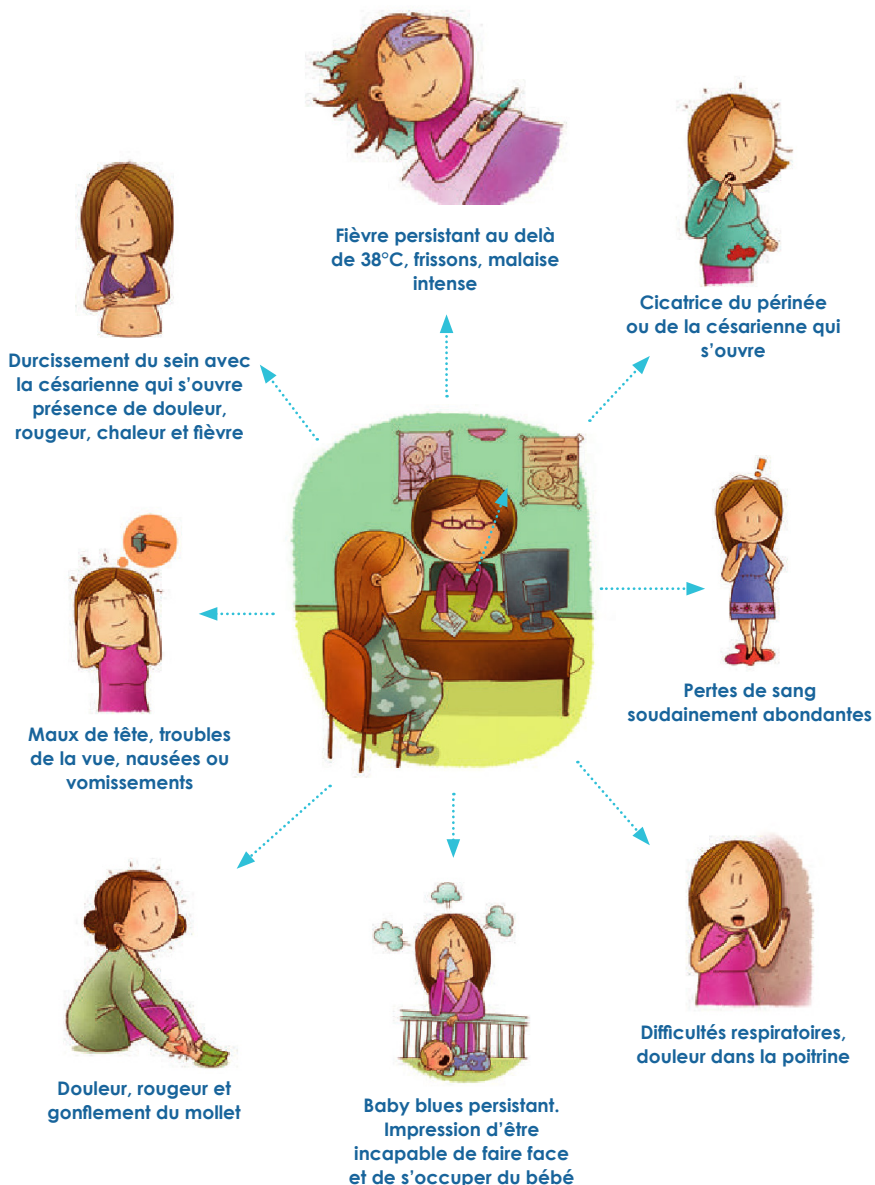 Fièvre persistant au delà
de 38°C, frissons, malaise
intense
Cicatrice du périnée
ou de la césarienne qui
s’ouvre
Durcissement du sein avec
la césarienne qui s’ouvre
présence de douleur,
rougeur, chaleur et fièvre
Pertes de sang
soudainement abondantes
Maux de tête, troubles
de la vue, nausées ou
vomissements
Difficultés respiratoires,
douleur dans la poitrine
Douleur, rougeur et
gonflement du mollet
Baby blues persistant.
Impression d’être
incapable de faire face
et de s’occuper du bébé